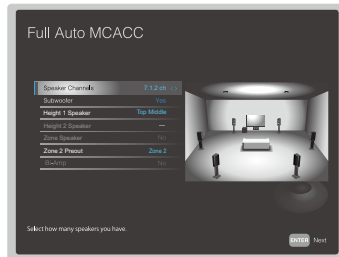 Full Auto MCACC
Speaker Channels 7.1.2 ch <>
Subwoofer Yes
Height 1 Speaker Top Middle
Height 2 Speaker ---
Zone Speaker No
Zone 2 Preout Zone 2
Bi-Amp No
Select how many speakers you have.
ENTER Next